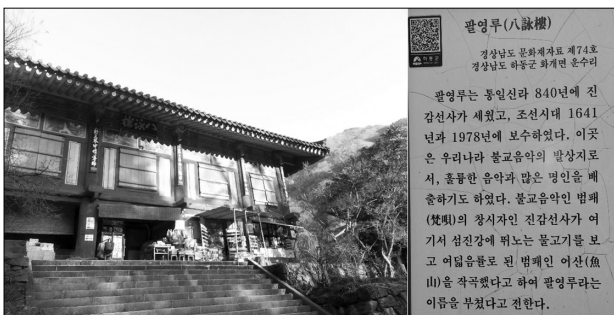 팔영루(八詠樓)
경상남도 문화재자료 제74호
경상남도 하동군 화개면 운수리
팔영루는 통일신라 840년에 진
감선사가 세웠고, 조선시대 1641
년과 1978년에 보수하였다. 이곳
은 우리나라 불교음악의 발상지로
서, 훌륭한 음악과 많은 명인을 배
출하기도 하였다. 불교음악인 범패
(梵唄)의 창시자인 진감선사가 여
기서 섬진강에 뛰노는 물고기를 보
고 여덟음률로 된 범패인 어산(魚
山)을 작곡했다고 하여 팔영루라는
이름을 부쳤다고 전한다.